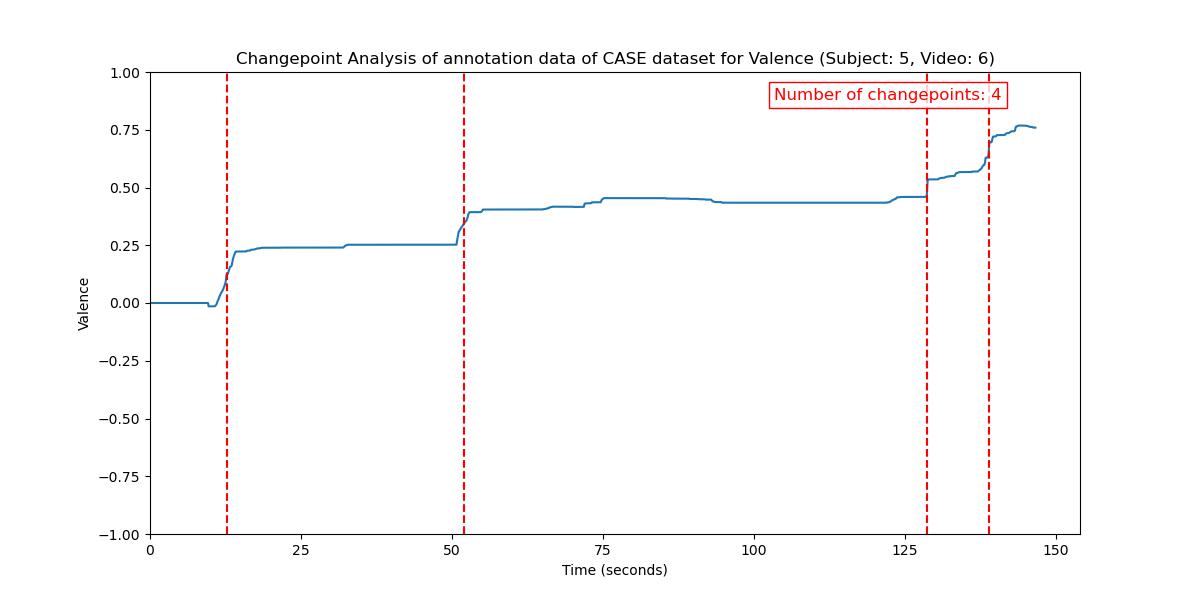 Changepoint Analysis of annotation data of CASE dataset for Valence (Subject: 5, Video: 6)
Number of changepoints: 4
1.00
0.75
0.50
0.25
0.00
−0.25
−0.50
−0.75
−1.00
Valence
0 25 50 75 100 125 150
Time (seconds)